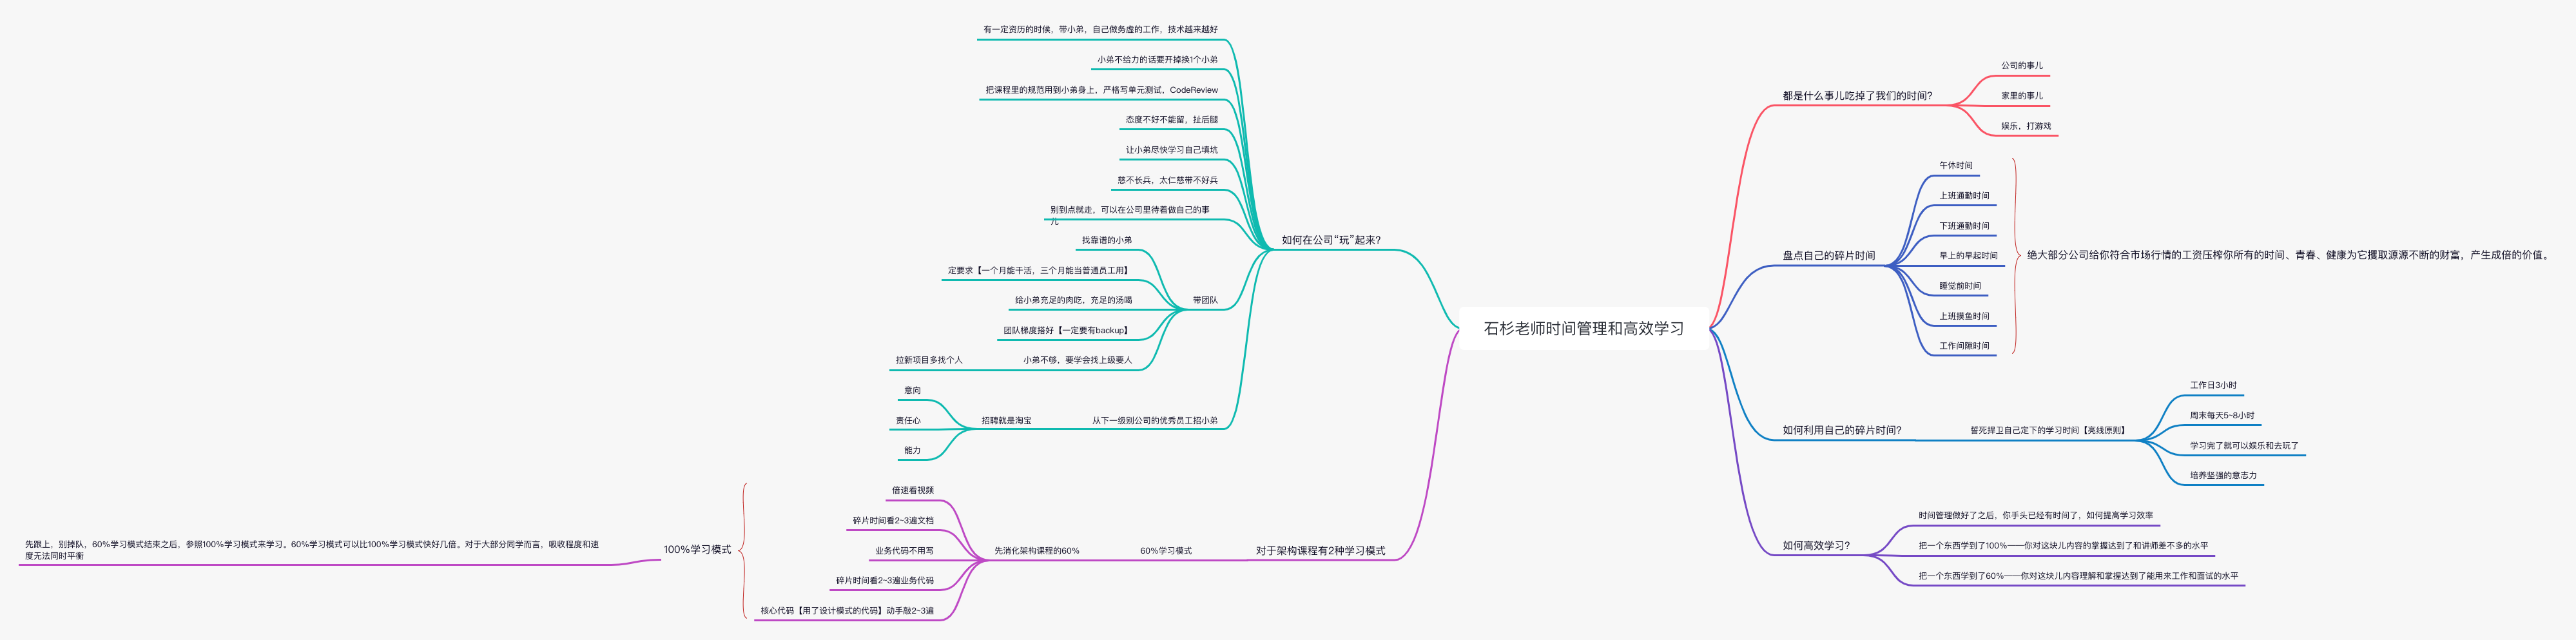 石杉老师时间管理和高效学习
都是什么事儿吃掉了我们的时间？
公司的事儿
家里的事儿
娱乐，打游戏
盘点自己的碎片时间
午休时间
上班通勤时间
下班通勤时间
早上的早起时间
睡觉前时间
上班摸鱼时间
工作间隙时间
绝大部分公司给你符合市场行情的工资压榨你所有的时间、青春、健康为它攫取源源不断的财富，产生成倍的价值。
如何利用自己的碎片时间？
誓死捍卫自己定下的学习时间【亮线原则】
工作日3小时
周末每天5~8小时
学习完了就可以娱乐和去玩了
培养坚强的意志力
如何高效学习？
时间管理做好了之后，你手头已经有时间了，如何提高学习效率
把一个东西学到了100%——你对这块儿内容的掌握达到了和讲师差不多的水平
把一个东西学到了60%——你对这块儿内容理解和掌握达到了能用来工作和面试的水平
如何在公司“玩”起来？
有一定资历的时候，带小弟，自己做务虚的工作，技术越来越好
小弟不给力的话要开掉换1个小弟
把课程里的规范用到小弟身上，严格写单元测试，CodeReview
态度不好不能留，扯后腿
让小弟尽快学习自己填坑
慈不长兵，太仁慈带不好兵
别到点就走，可以在公司里待着做自己的事
儿
带团队
找靠谱的小弟
定要求【一个月能干活，三个月能当普通员工用】
给小弟充足的肉吃，充足的汤喝
团队梯度搭好【一定要有backup】
小弟不够，要学会找上级要人
拉新项目多找个人
从下一级别公司的优秀员工招小弟
招聘就是淘宝
意向
责任心
能力
对于架构课程有2种学习模式
60%学习模式
先消化架构课程的60%
倍速看视频
碎片时间看2~3遍文档
业务代码不用写
碎片时间看2~3遍业务代码
核心代码【用了设计模式的代码】动手敲2~3遍
100%学习模式
先跟上，别掉队，60%学习模式结束之后，参照100%学习模式来学习。60%学习模式可以比100%学习模式快好几倍。对于大部分同学而言，吸收程度和速
度无法同时平衡